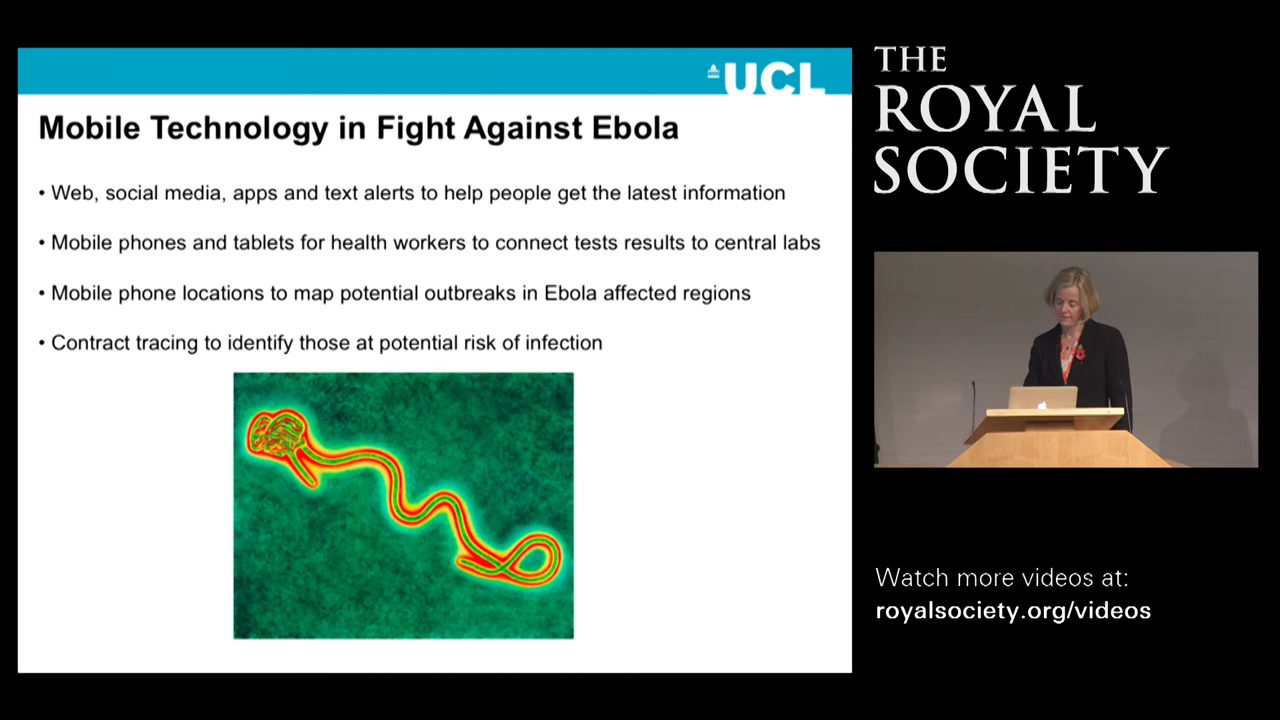 UCL
Mobile Technology in Fight Against Ebola
• Web, social media, apps and text alerts to help people get the latest information
• Mobile phones and tablets for health workers to connect tests results to central labs
• Mobile phone locations to map potential outbreaks in Ebola affected regions
• Contract tracing to identify those at potential risk of infection
THE
ROYAL
SOCIETY
Watch more videos at:
royalsociety.org/videos